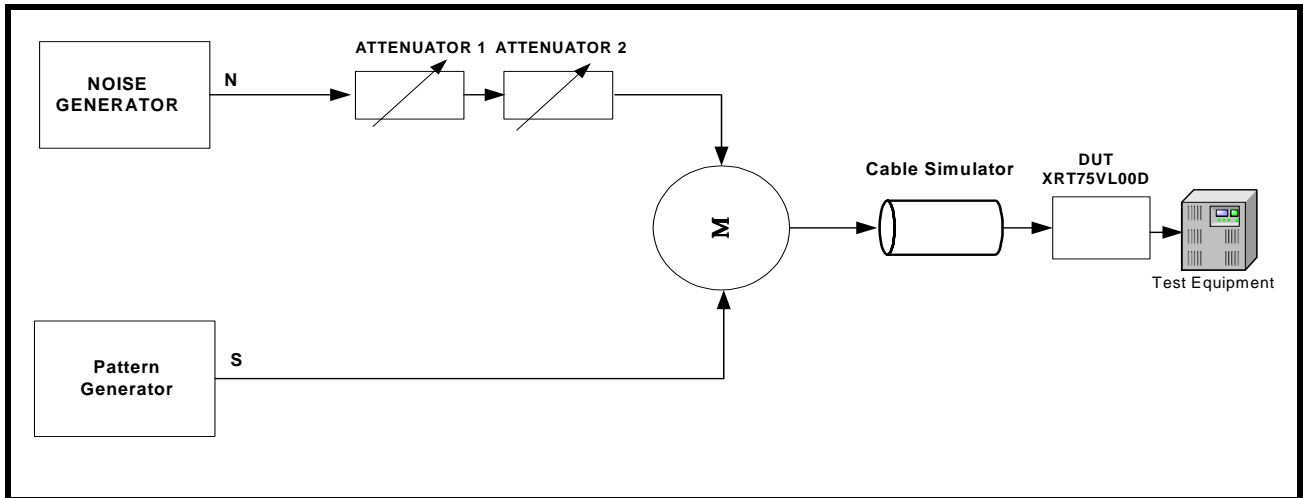 NOISE
GENERATOR
N
ATTENUATOR 1
ATTENUATOR 2
M
Cable Simulator
DUT
XRT75VL00D
Test Equipment
Pattern
Generator
S